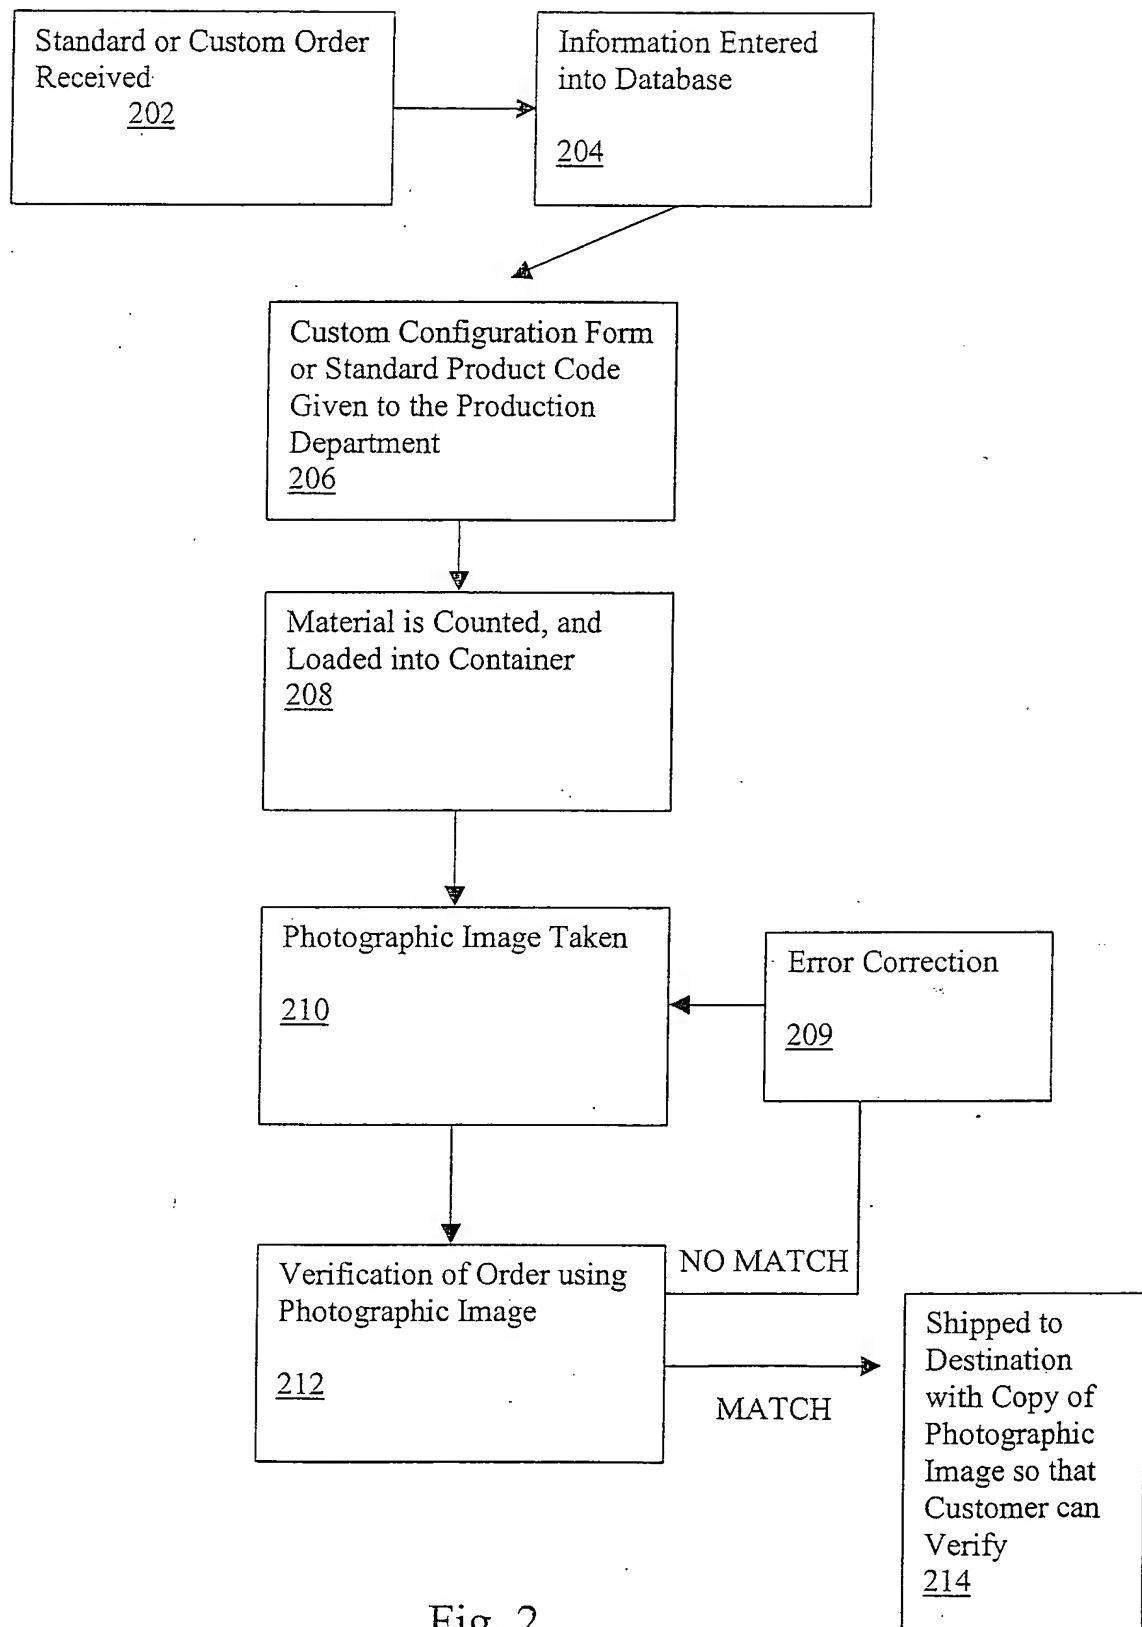 Standard or Custom Order
Received
202
Information Entered
into Database
204
Custom Configuration Form
or Standard Product Code
Given to the Production
Department
206
Material is Counted, and
Loaded into Container
208
Photographic Image Taken
210
Error Correction
209
Verification of Order using
Photographic Image
212
NO MATCH
MATCH
Shipped to
Destination
with Copy of
Photographic
Image so that
Customer can
Verify
214
Fig. 2